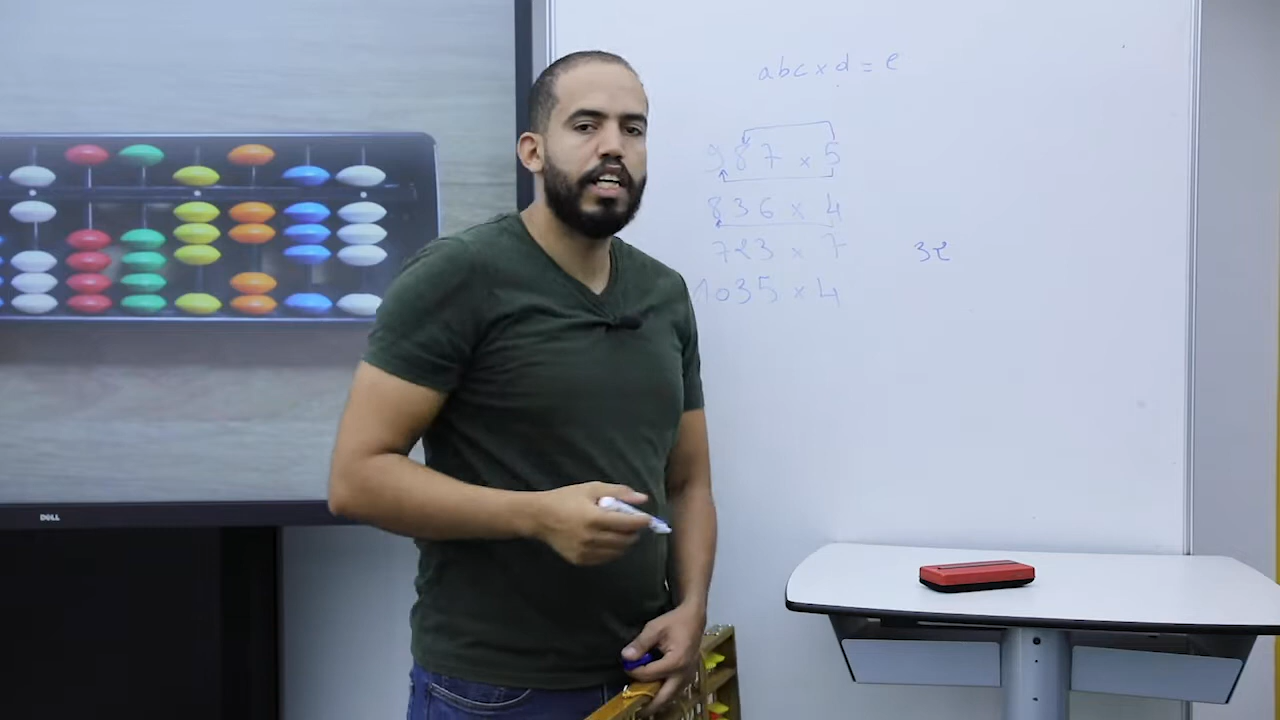 abc x d = e
987 x 5
836 x 4
723 x 7
1035 x 4
DELL